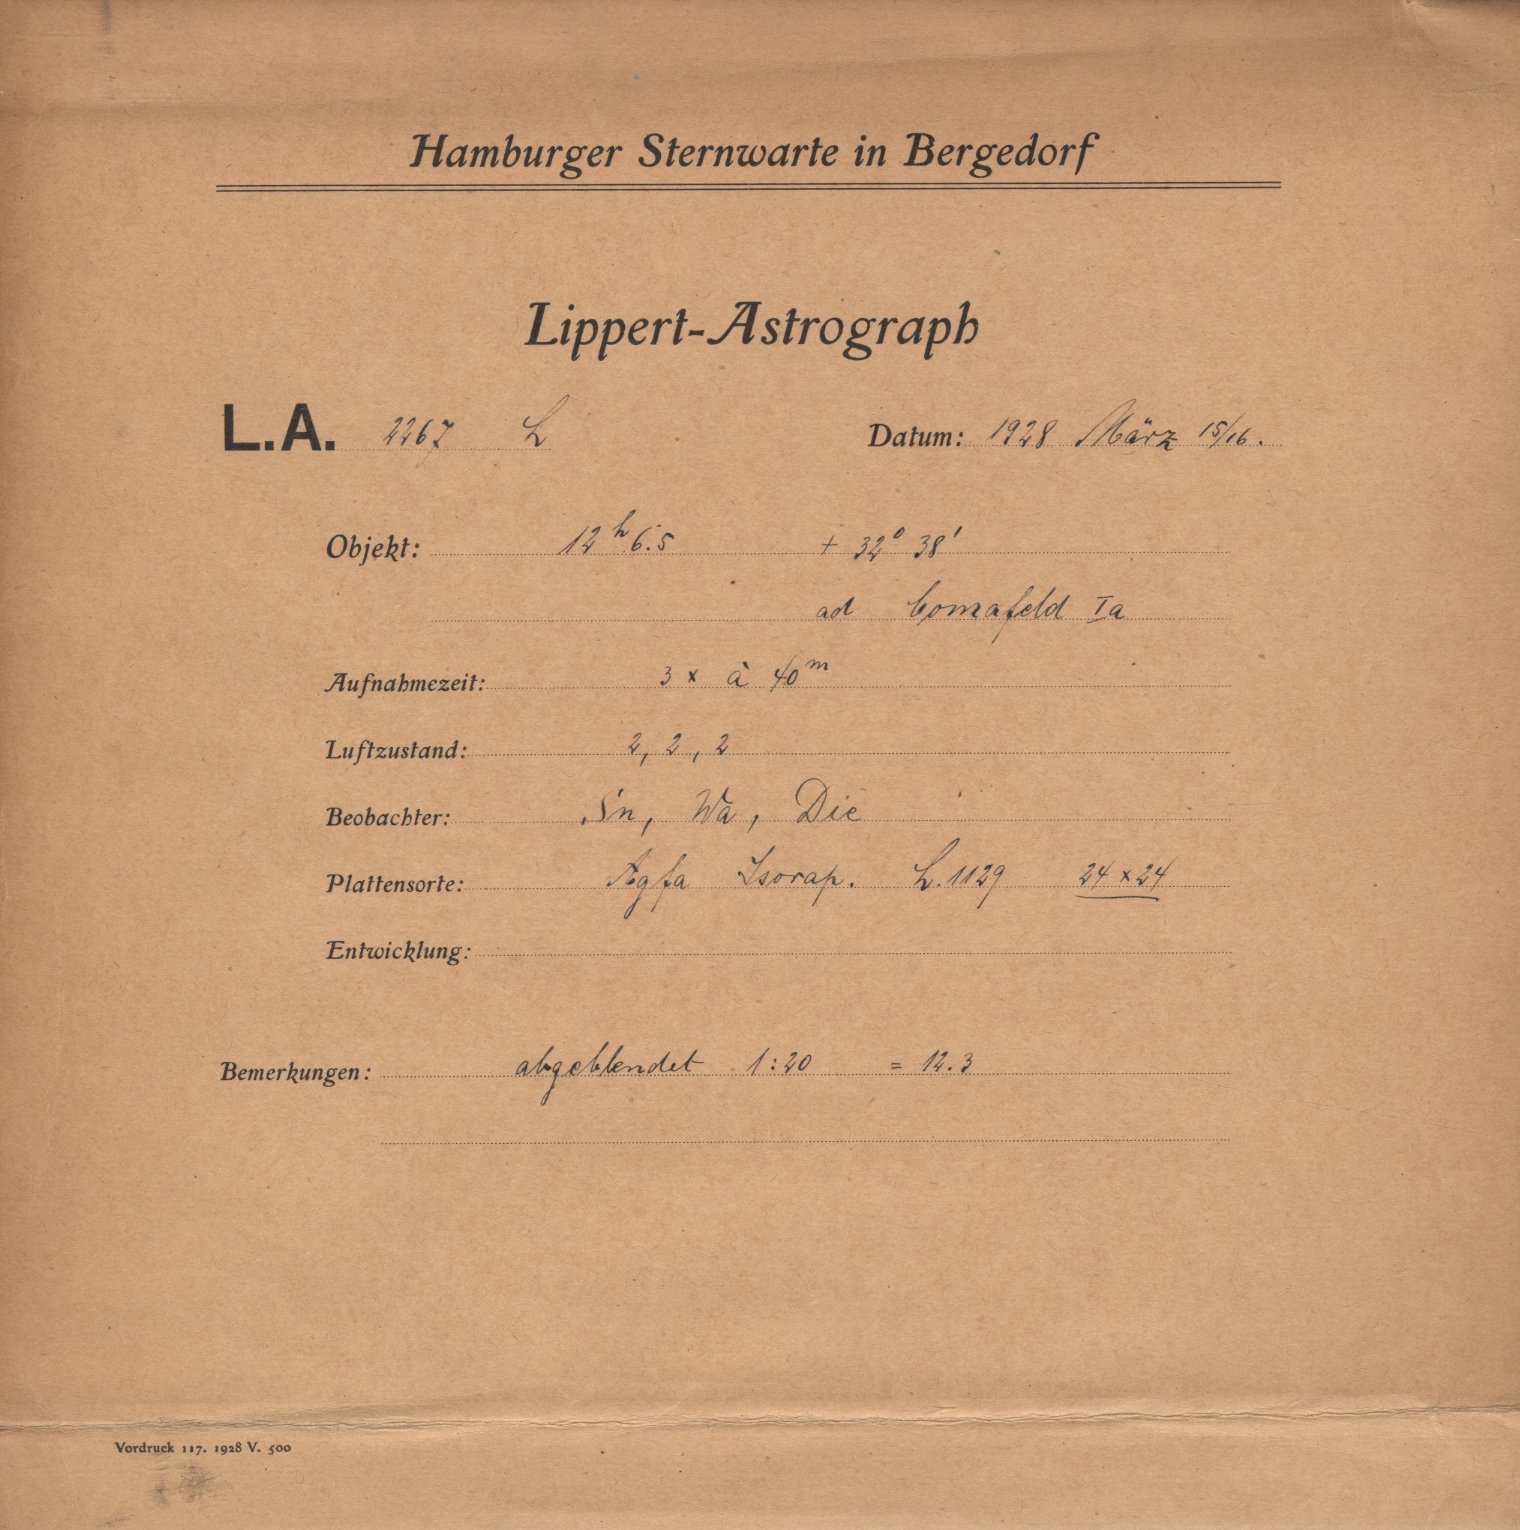 Hamburger Sternwarte in Bergedorf
Lippert-Astrograph
L.A. 2267 h Datum: 1928 März 15/16.
Objekt: 12ʰ 6.5 + 32° 38'
ad Comafeld Ia
Aufnahmezeit: 3 x à 40ᵐ
Luftzustand: 2, 2, 2
Beobachter: Sn, Wa, Die
Plattensorte: Agfa Isorap. h. 1129 24 x 24
Entwicklung:
Bemerkungen: abgeblendet 1:20 = 12.3
Vordruck 117. 1928 V. 500